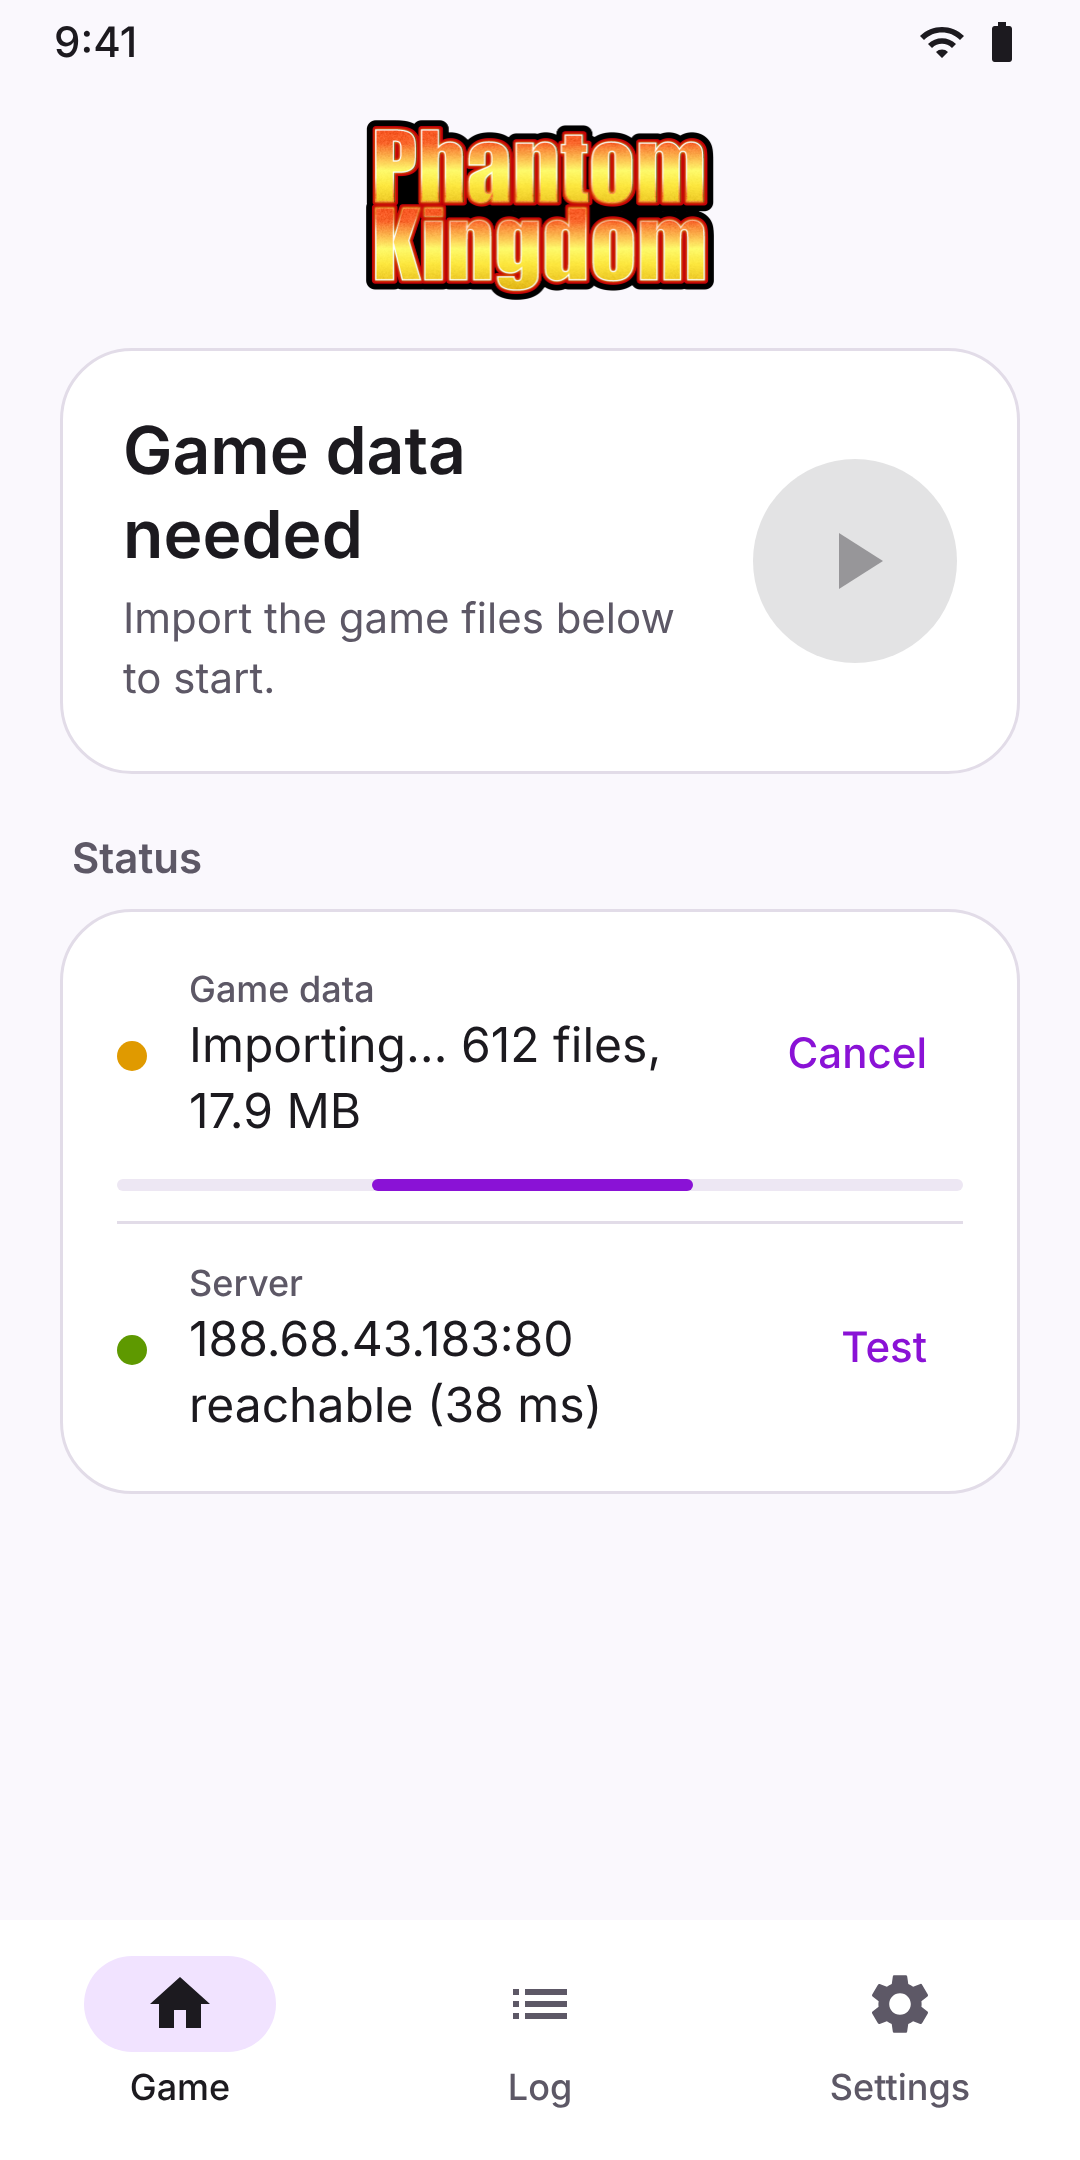 9:41
Phantom
Kingdom
Game data
needed
Import the game files below
to start.
Status
Game data
Importing... 612 files,
17.9 MB
Cancel
Server
188.68.43.183:80
reachable (38 ms)
Test
Game
Log
Settings